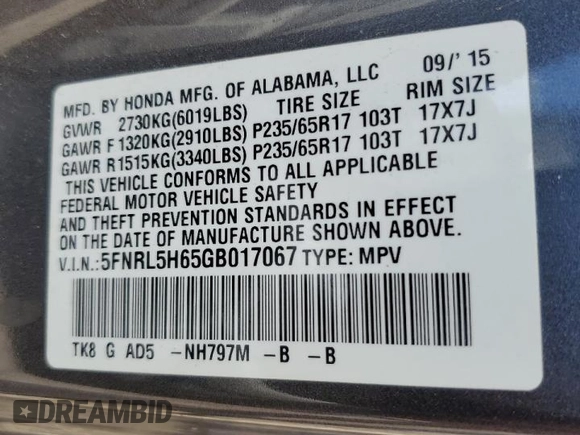 MFD. BY HONDA MFG. OF ALABAMA, LLC 09/' 15
GVWR 2730KG(6019LBS) TIRE SIZE RIM SIZE
GAWR F 1320KG(2910LBS) P235/65R17 103T 17X7J
GAWR R1515KG(3340LBS) P235/65R17 103T 17X7J
THIS VEHICLE CONFORMS TO ALL APPLICABLE
FEDERAL MOTOR VEHICLE SAFETY
AND THEFT PREVENTION STANDARDS IN EFFECT
ON THE DATE OF MANUFACTURE SHOWN ABOVE.
V.I.N.:5FNRL5H65GB017067 TYPE: MPV
TK8 G AD5 -NH797M -B -B
DREAMBID